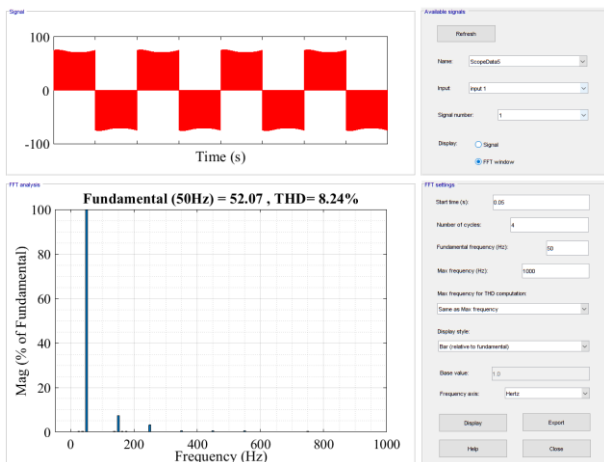 Signal
100
0
-100
Time (s)
Available signals
Refresh
Name:
ScopeData5
Input
input 1
Signal number:
1
Display:
Signal
FFT window
FFT analysis
Fundamental (50Hz) = 52.07 , THD= 8.24%
Mag (% of Fundamental)
100
80
60
40
20
0
0
200
400
600
800
1000
Frequency (Hz)
FFT settings
Start time (s):
0.05
Number of cycles:
4
Fundamental frequency (Hz):
50
Max frequency (Hz):
1000
Max frequency for THD computation:
Same as Max frequency
Display style:
Bar (relative to fundamental)
Base value:
1.0
Frequency axis:
Hertz
Display
Export
Help
Close